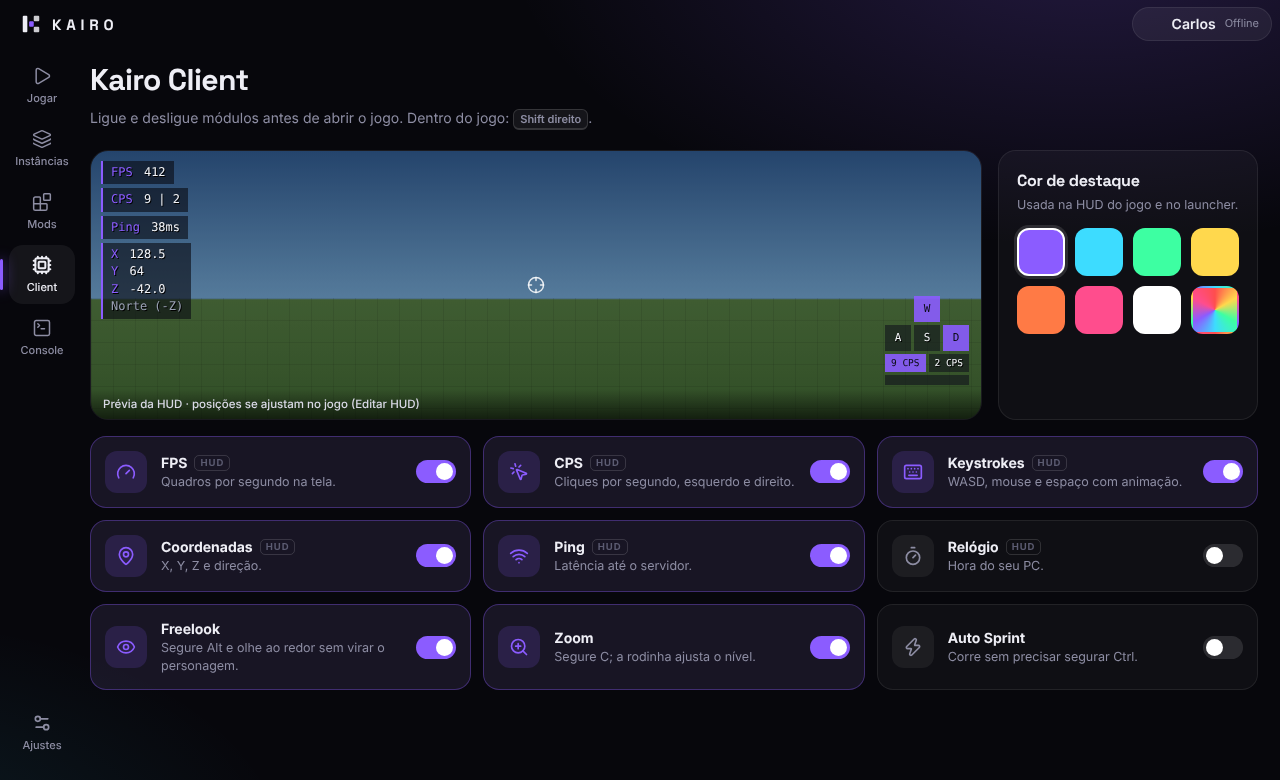 KAIRO
Carlos Offline
Jogar
Instâncias
Mods
Client
Console
Ajustes
Kairo Client
Ligue e desligue módulos antes de abrir o jogo. Dentro do jogo: Shift direito.
FPS 412
CPS 9 | 2
Ping 38ms
X 128.5
Y 64
Z -42.0
Norte (-Z)
W
A S D
9 CPS 2 CPS
Prévia da HUD · posições se ajustam no jogo (Editar HUD)
Cor de destaque
Usada na HUD do jogo e no launcher.
FPS HUD
Quadros por segundo na tela.
CPS HUD
Cliques por segundo, esquerdo e direito.
Keystrokes HUD
WASD, mouse e espaço com animação.
Coordenadas HUD
X, Y, Z e direção.
Ping HUD
Latência até o servidor.
Relógio HUD
Hora do seu PC.
Freelook
Segure Alt e olhe ao redor sem virar o
personagem.
Zoom
Segure C; a rodinha ajusta o nível.
Auto Sprint
Corre sem precisar segurar Ctrl.